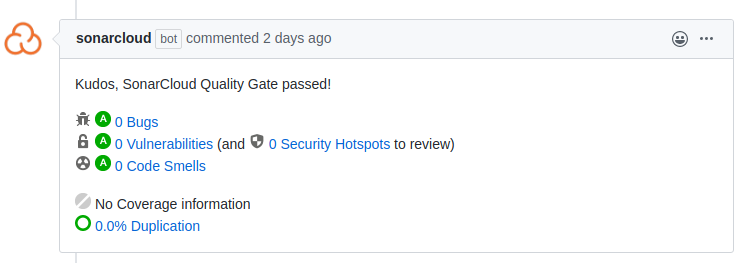 sonarcloud bot commented 2 days ago
Kudos, SonarCloud Quality Gate passed!
A 0 Bugs
A 0 Vulnerabilities (and 0 Security Hotspots to review)
A 0 Code Smells
No Coverage information
0.0% Duplication